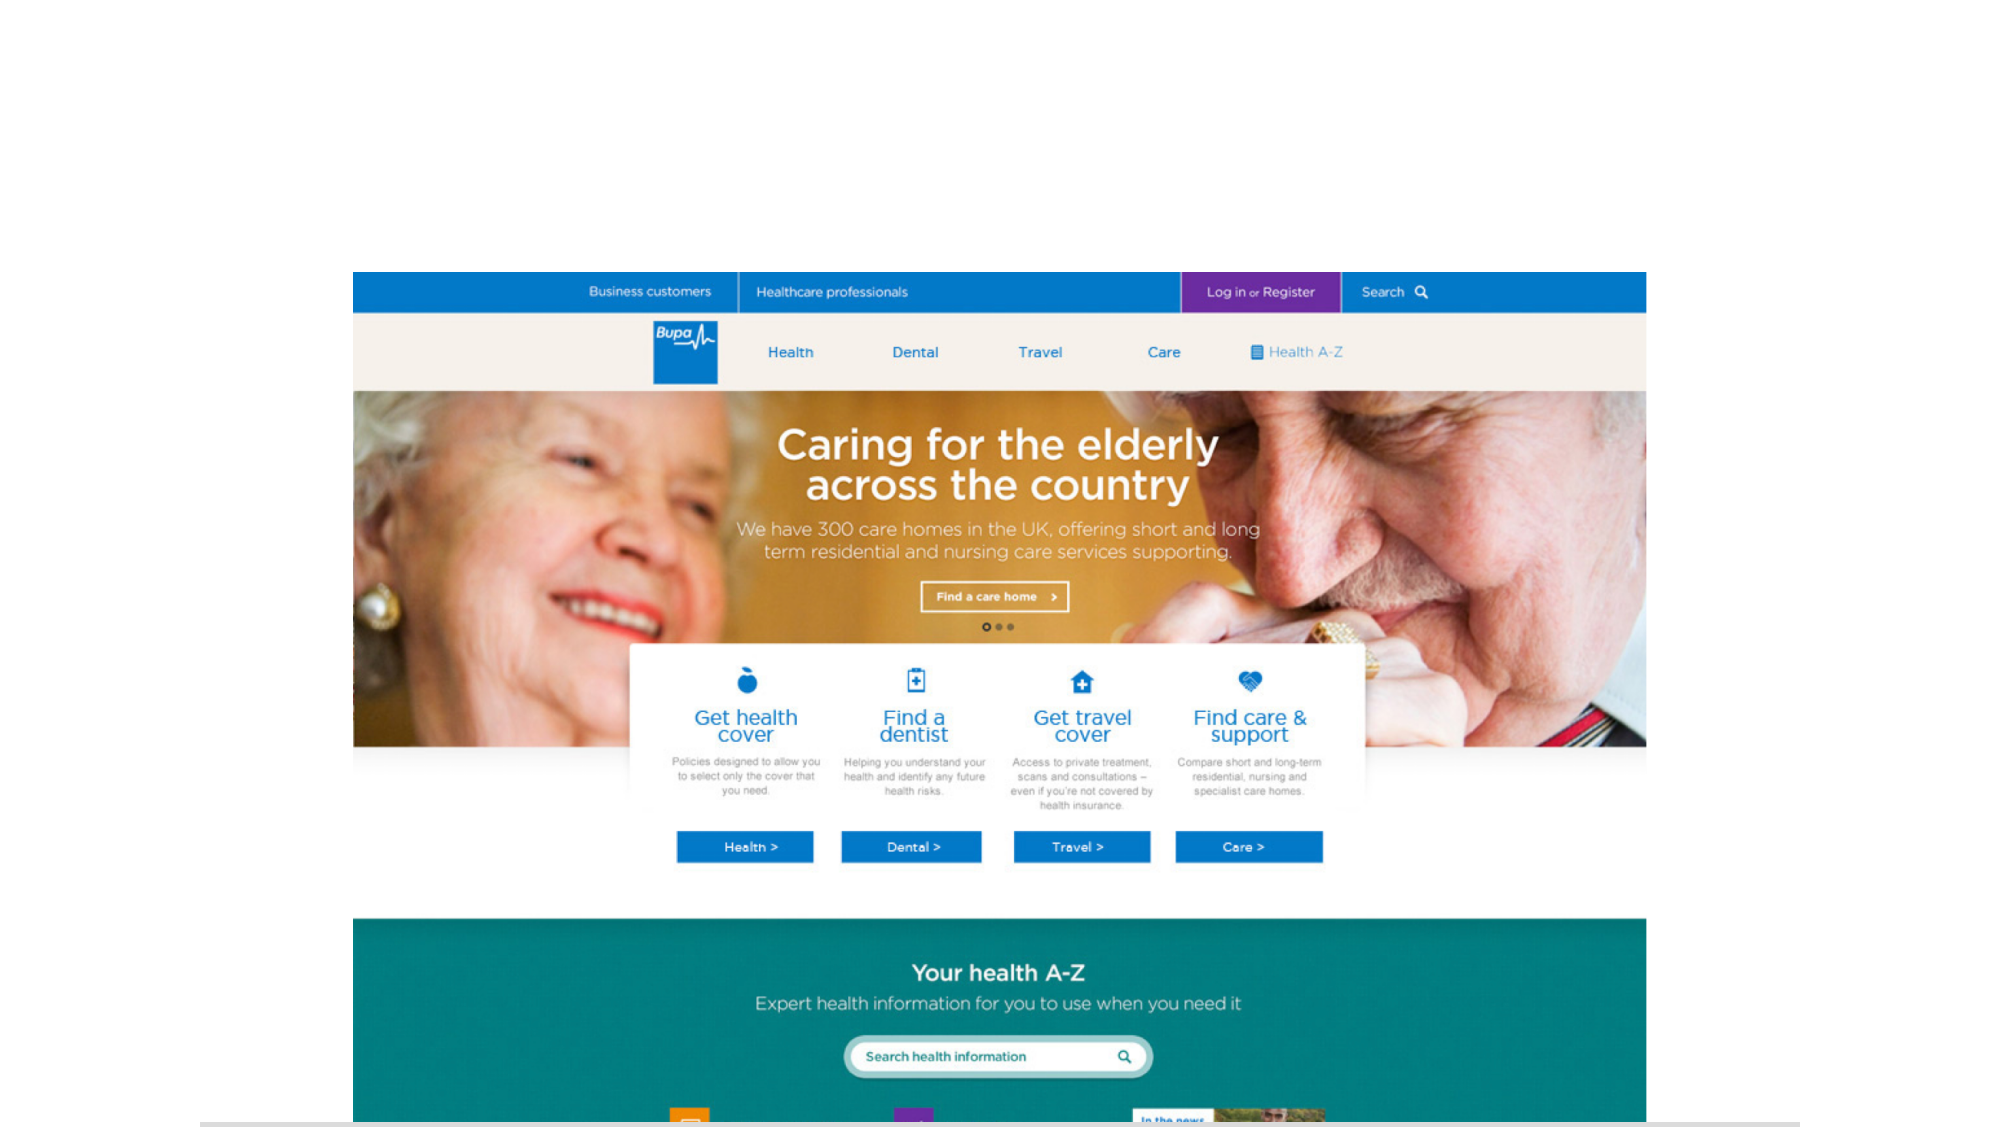 Business customers
Healthcare professionals
Log in or Register
Search
Bupa
Health
Dental
Travel
Care
Health A-Z
Caring for the elderly
across the country
We have 300 care homes in the UK, offering short and long
term residential and nursing care services supporting.
Find a care home >
Get health
cover
Policies designed to allow you
to select only the cover that
you need.
Health >
Find a
dentist
Helping you understand your
health and identify any future
health risks.
Dental >
Get travel
cover
Access to private treatment,
scans and consultations –
even if you're not covered by
health insurance.
Travel >
Find care &
support
Compare short and long-term
residential, nursing and
specialist care homes.
Care >
Your health A-Z
Expert health information for you to use when you need it
Search health information
In the news